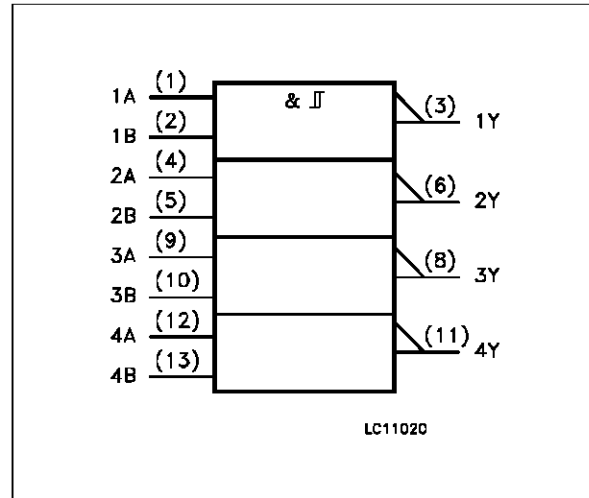 1A (1) & (3) 1Y
1B (2)
2A (4) (6) 2Y
2B (5)
3A (9) (8) 3Y
3B (10)
4A (12) (11) 4Y
4B (13)
LC11020